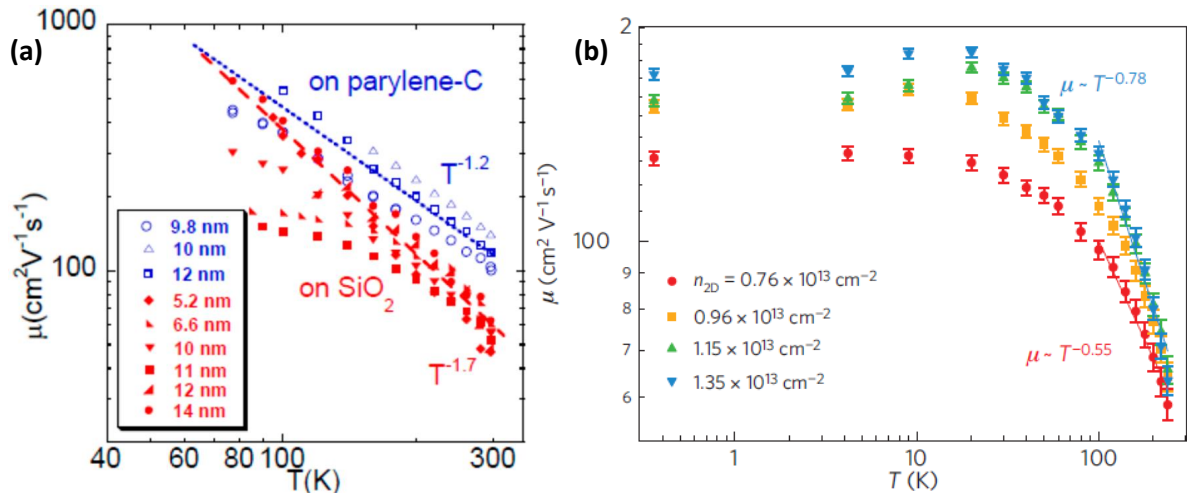 (a)
1000
100
μ(cm²V⁻¹s⁻¹)
on parylene-C
T⁻¹·²
on SiO₂
T⁻¹·⁷
9.8 nm
10 nm
12 nm
5.2 nm
6.6 nm
10 nm
11 nm
12 nm
14 nm
40
60
80
100
300
T(K)
(b)
2
100
9
8
7
6
μ (cm² V⁻¹ s⁻¹)
μ ~ T⁻⁰·⁷⁸
μ ~ T⁻⁰·⁵⁵
n₂D = 0.76 × 10¹³ cm⁻²
0.96 × 10¹³ cm⁻²
1.15 × 10¹³ cm⁻²
1.35 × 10¹³ cm⁻²
1
10
100
T (K)